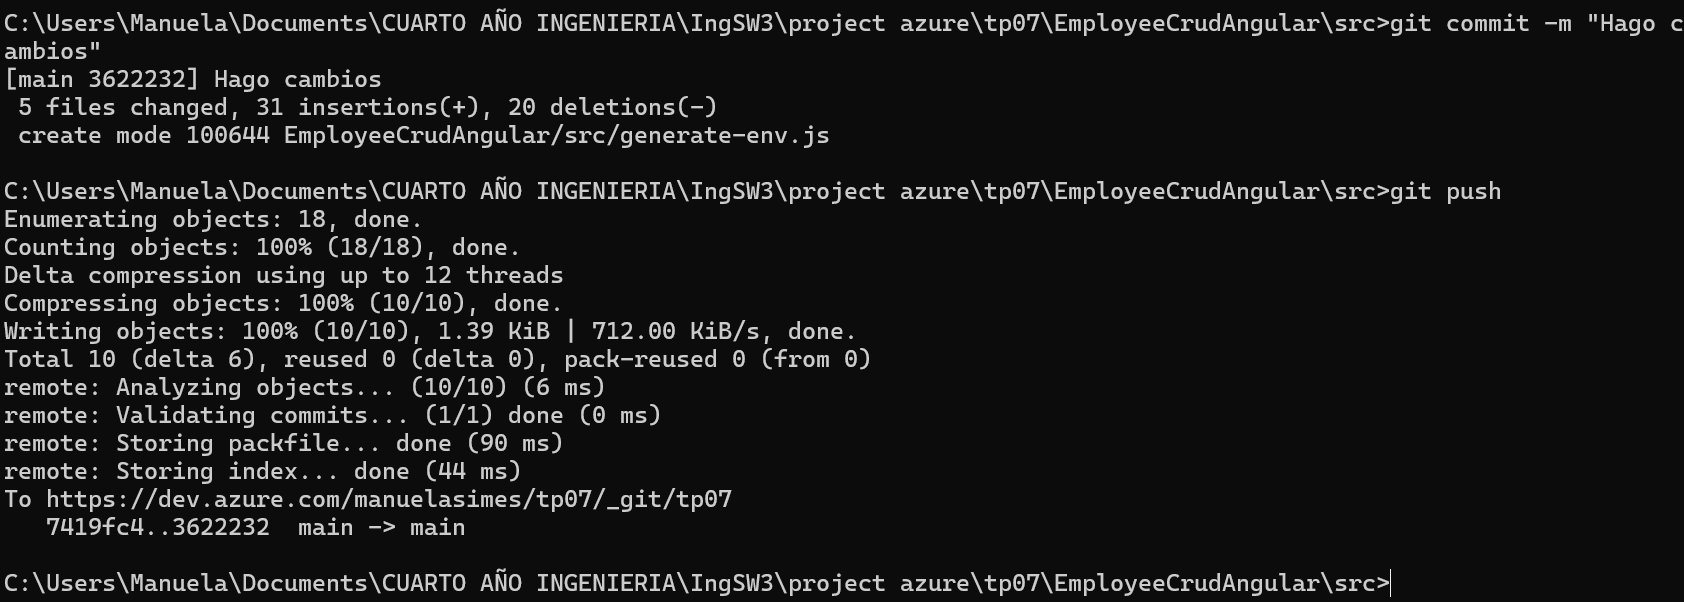 C:\Users\Manuela\Documents\CUARTO AÑO INGENIERIA\IngSW3\project azure\tp07\EmployeeCrudAngular\src>git commit -m "Hago c
ambios"
[main 3622232] Hago cambios
 5 files changed, 31 insertions(+), 20 deletions(-)
 create mode 100644 EmployeeCrudAngular/src/generate-env.js
C:\Users\Manuela\Documents\CUARTO AÑO INGENIERIA\IngSW3\project azure\tp07\EmployeeCrudAngular\src>git push
Enumerating objects: 18, done.
Counting objects: 100% (18/18), done.
Delta compression using up to 12 threads
Compressing objects: 100% (10/10), done.
Writing objects: 100% (10/10), 1.39 KiB | 712.00 KiB/s, done.
Total 10 (delta 6), reused 0 (delta 0), pack-reused 0 (from 0)
remote: Analyzing objects... (10/10) (6 ms)
remote: Validating commits... (1/1) done (0 ms)
remote: Storing packfile... done (90 ms)
remote: Storing index... done (44 ms)
To https://dev.azure.com/manuelasimes/tp07/_git/tp07
   7419fc4..3622232  main -> main
C:\Users\Manuela\Documents\CUARTO AÑO INGENIERIA\IngSW3\project azure\tp07\EmployeeCrudAngular\src>